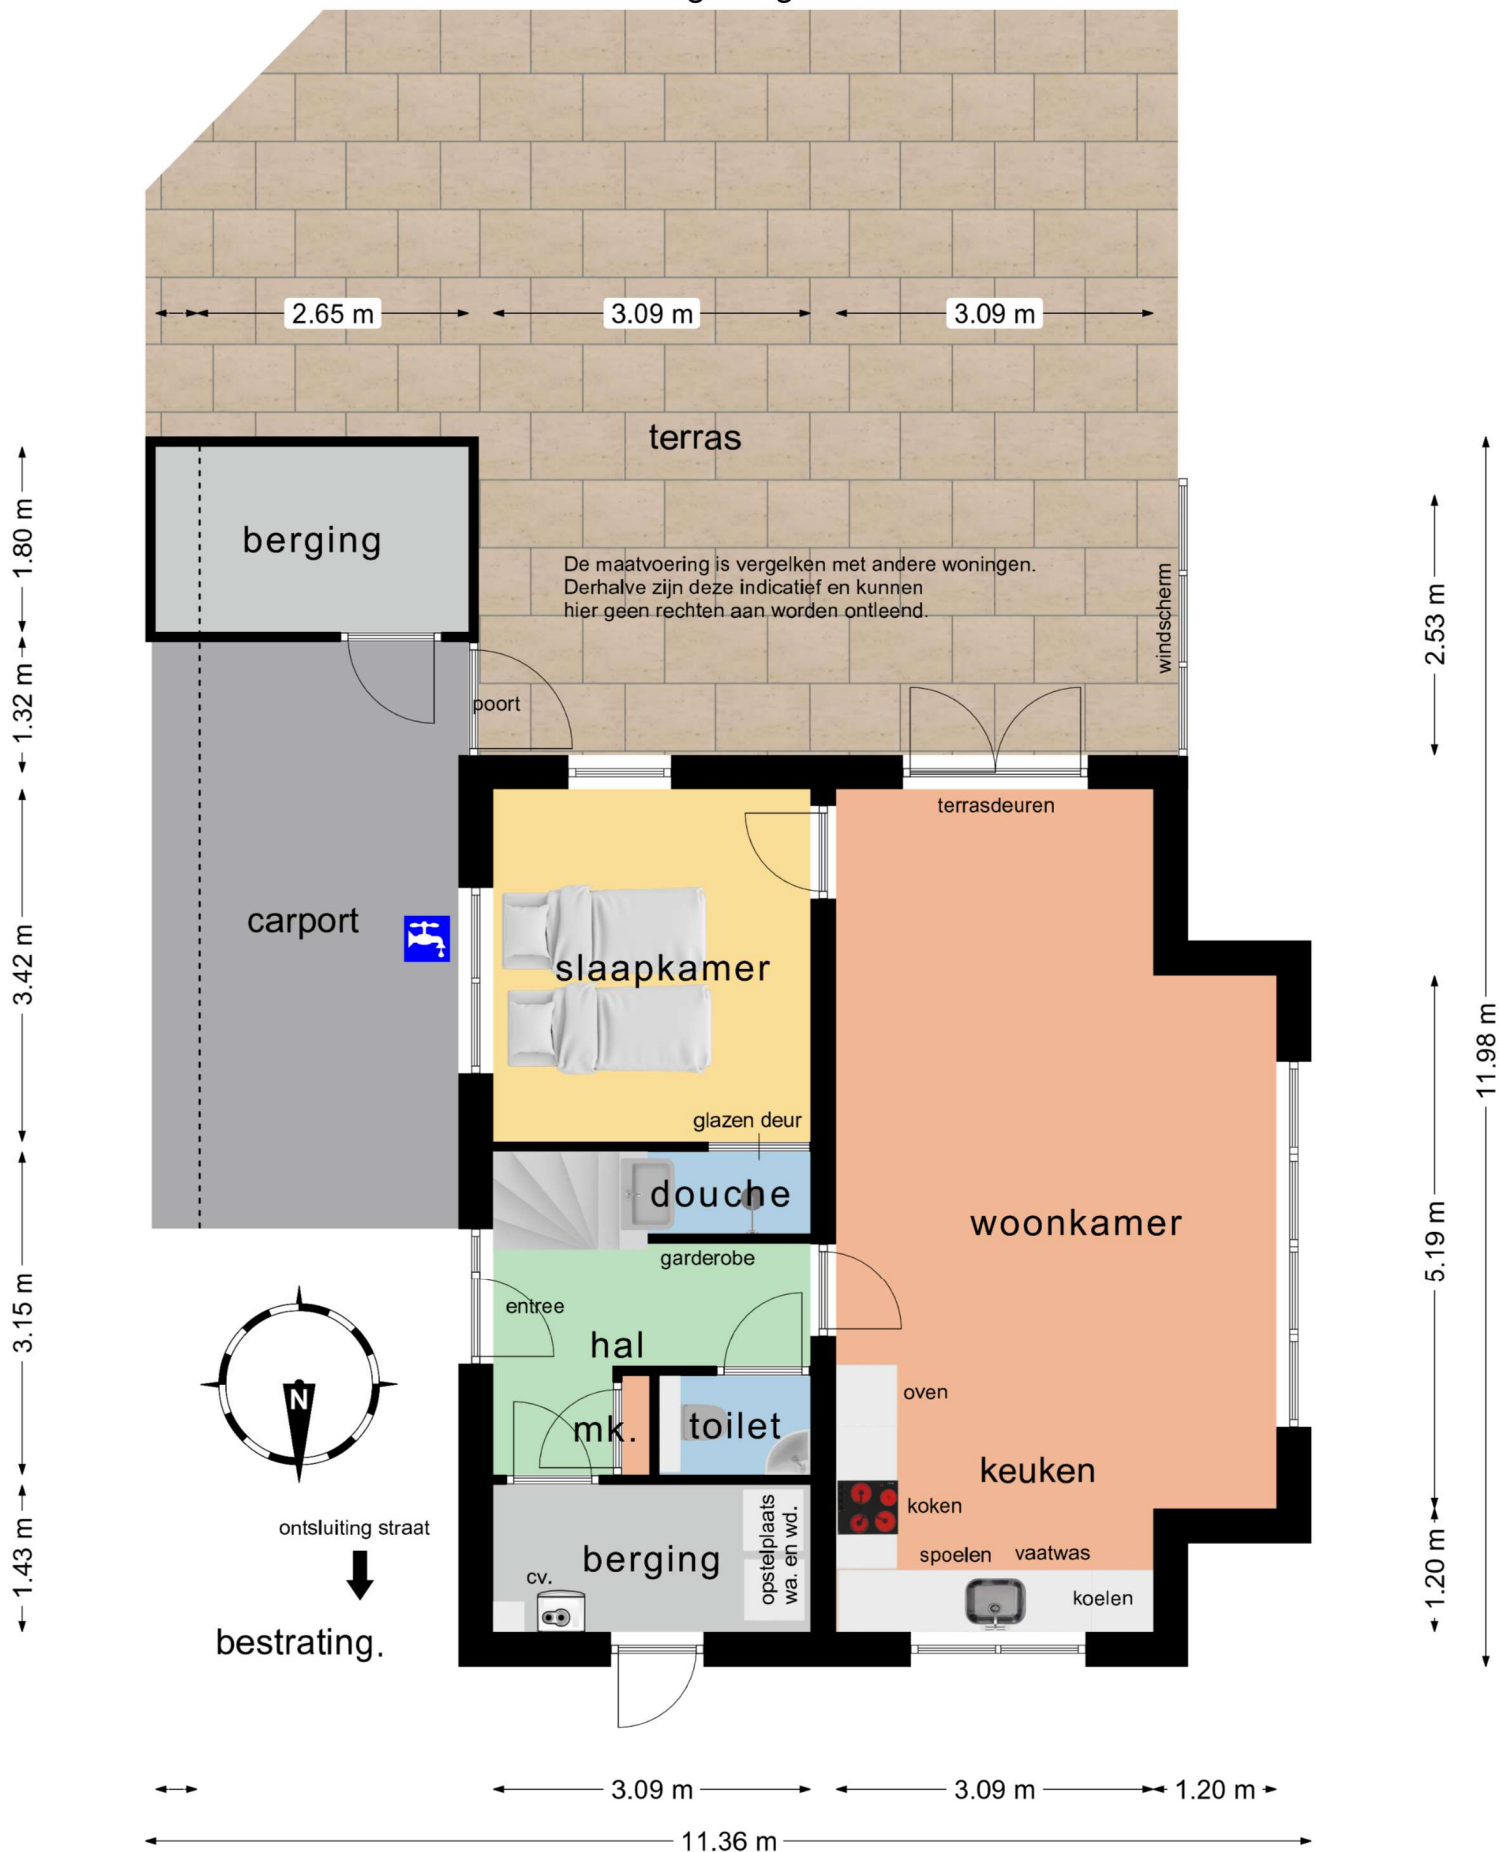 2.65 m
3.09 m
3.09 m
terras
berging
1.80 m
De maatvoering is vergelken met andere woningen.
Derhalve zijn deze indicatief en kunnen
hier geen rechten aan worden ontleend.
windscherm
2.53 m
1.32 m
poort
terrasdeuren
carport
slaapkamer
3.42 m
11.98 m
glazen deur
douche
woonkamer
5.19 m
garderobe
entree
hal
3.15 m
N
mk.
toilet
oven
keuken
koken
ontsluiting straat
1.43 m
berging
cv.
opstelplaats
wa. en wd.
spoelen
vaatwas
koelen
1.20 m
bestrating.
3.09 m
3.09 m
1.20 m
11.36 m